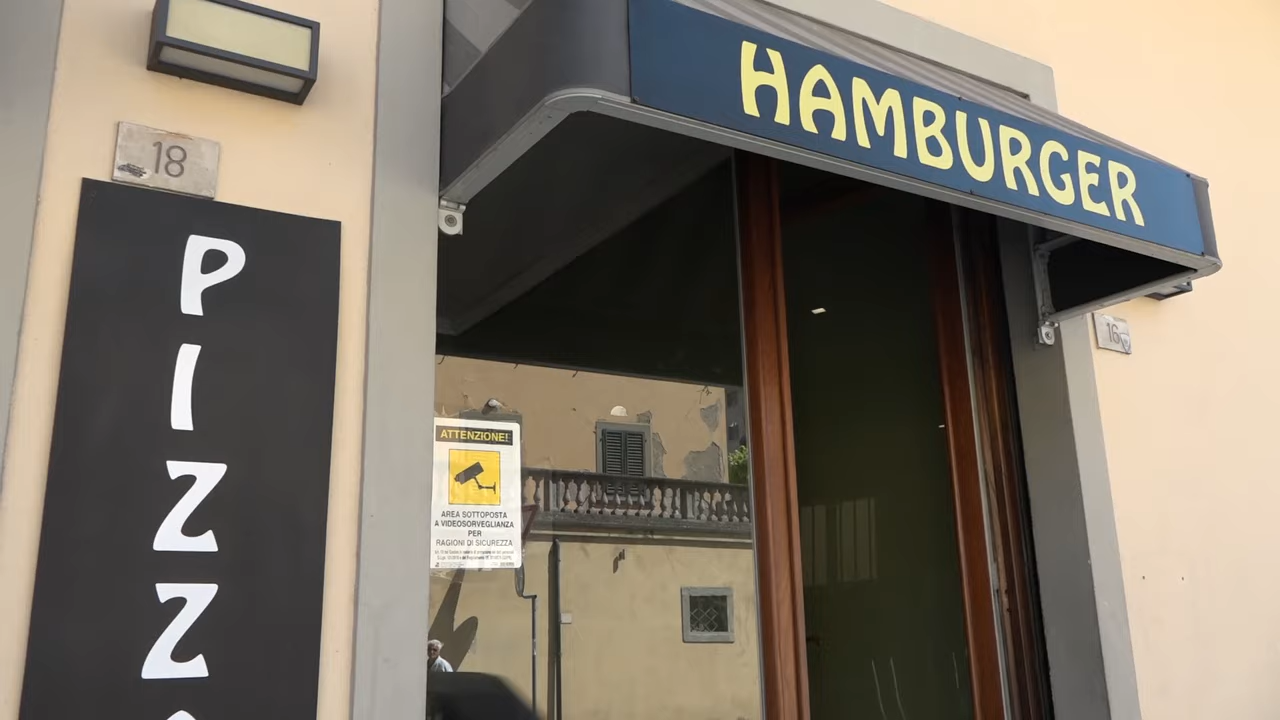 HAMBURGER
18
P
I
Z
Z
16
ATTENZIONE!
AREA SOTTOPOSTA
A VIDEOSORVEGLIANZA
PER
RAGIONI DI SICUREZZA